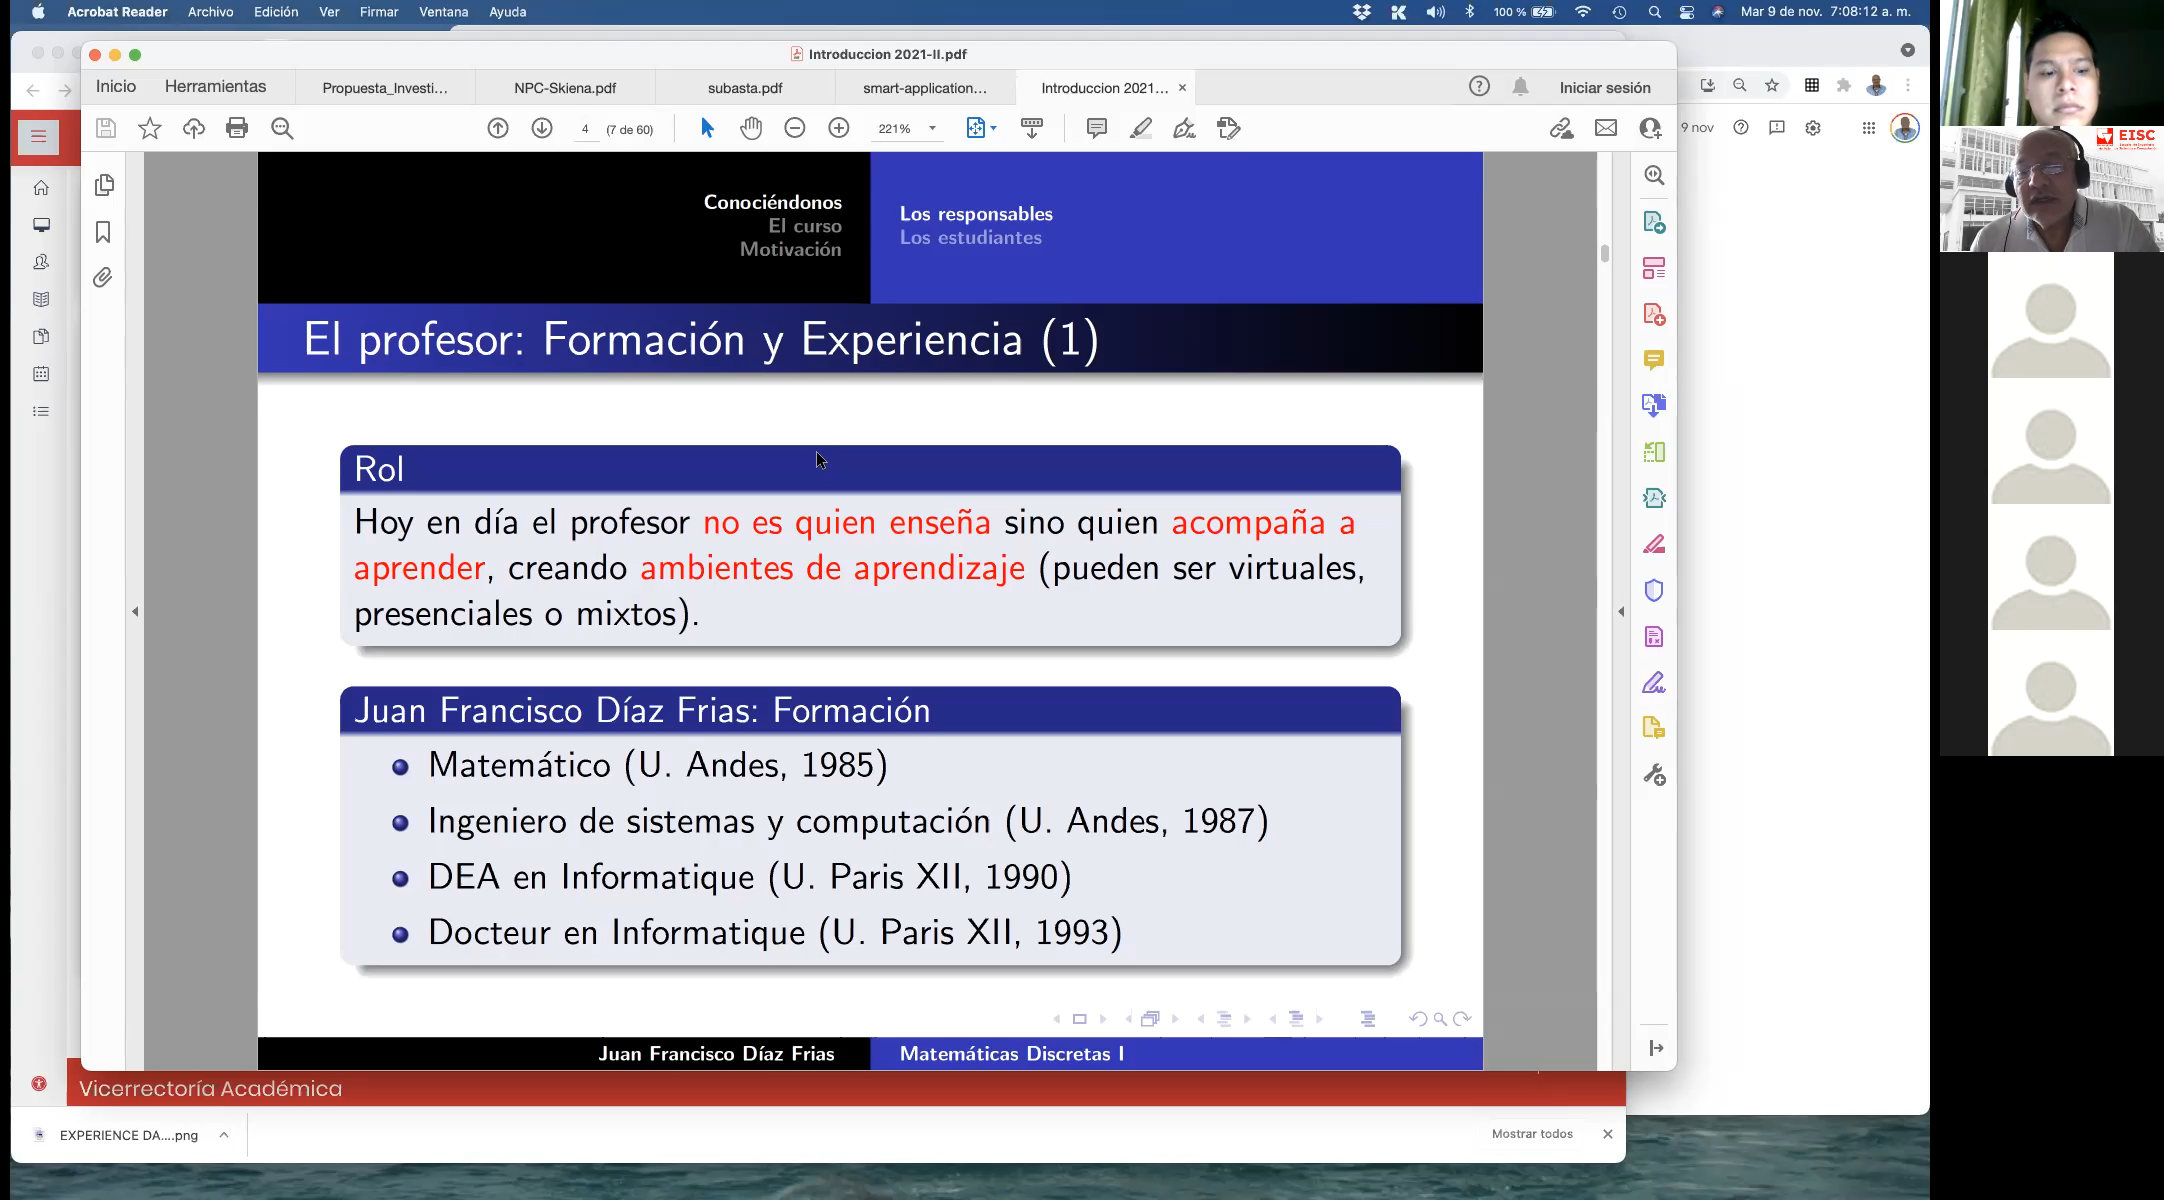 Acrobat Reader Archivo Edición Ver Firmar Ventana Ayuda
100 % Mar 9 de nov. 7:08:12 a. m.
Introduccion 2021-II.pdf
Inicio Herramientas Propuesta_Investi... NPC-Skiena.pdf subasta.pdf smart-application... Introduccion 2021... × Iniciar sesión
4 (7 de 60) 221%
9 nov
EISC
Conociéndonos
El curso
Motivación
Los responsables
Los estudiantes
El profesor: Formación y Experiencia (1)
Rol
Hoy en día el profesor no es quien enseña sino quien acompaña a
aprender, creando ambientes de aprendizaje (pueden ser virtuales,
presenciales o mixtos).
Juan Francisco Díaz Frias: Formación
Matemático (U. Andes, 1985)
Ingeniero de sistemas y computación (U. Andes, 1987)
DEA en Informatique (U. Paris XII, 1990)
Docteur en Informatique (U. Paris XII, 1993)
Juan Francisco Díaz Frias Matemáticas Discretas I
Vicerrectoría Académica
EXPERIENCE DA....png
Mostrar todos